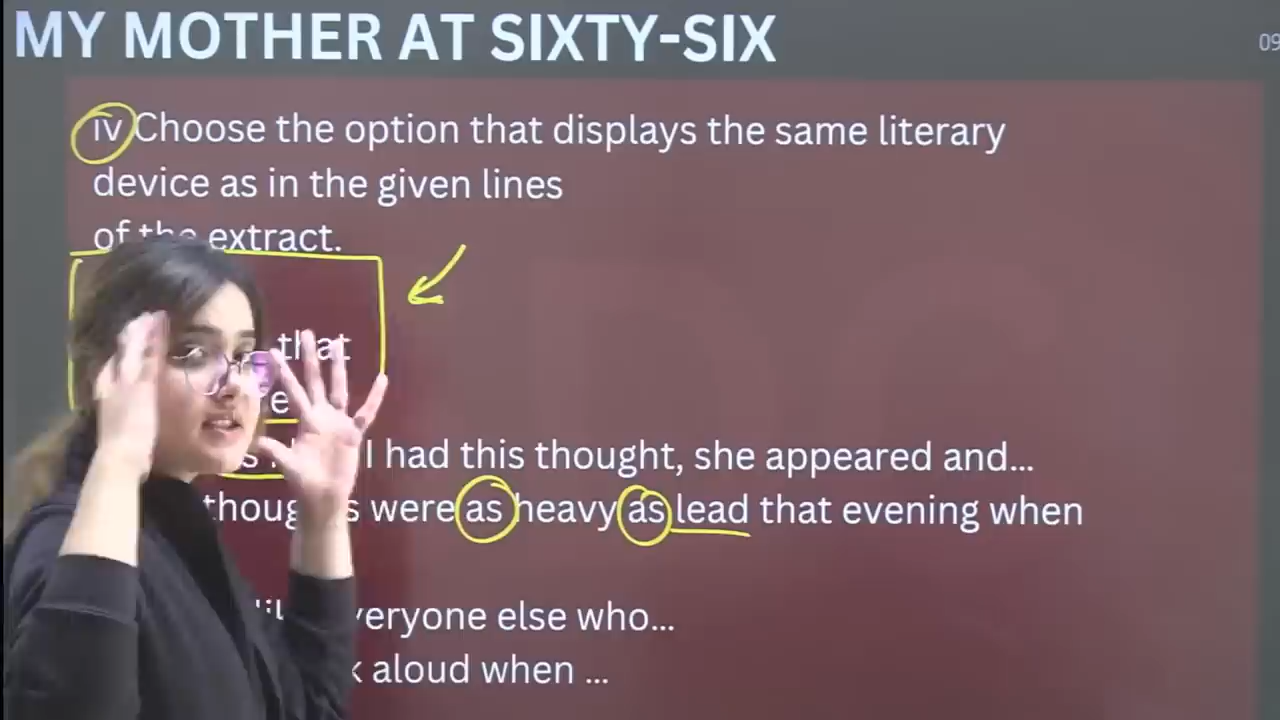 MY MOTHER AT SIXTY-SIX
09
iv Choose the option that displays the same literary
device as in the given lines
of the extract.
that
I had this thought, she appeared and...
were as heavy as lead that evening when
everyone else who...
aloud when ...